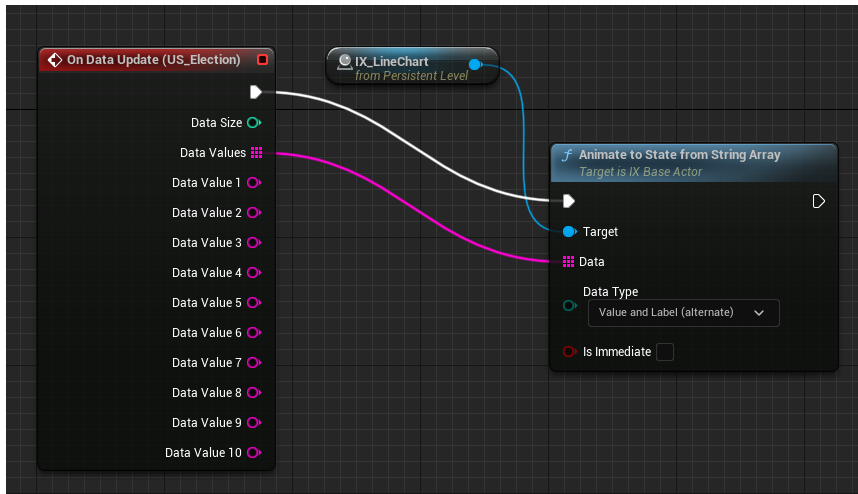 On Data Update (US_Election)
IX_LineChart
from Persistent Level
Data Size
Data Values
Data Value 1
Data Value 2
Data Value 3
Data Value 4
Data Value 5
Data Value 6
Data Value 7
Data Value 8
Data Value 9
Data Value 10
Animate to State from String Array
Target is IX Base Actor
Target
Data
Data Type
Value and Label (alternate)
Is Immediate